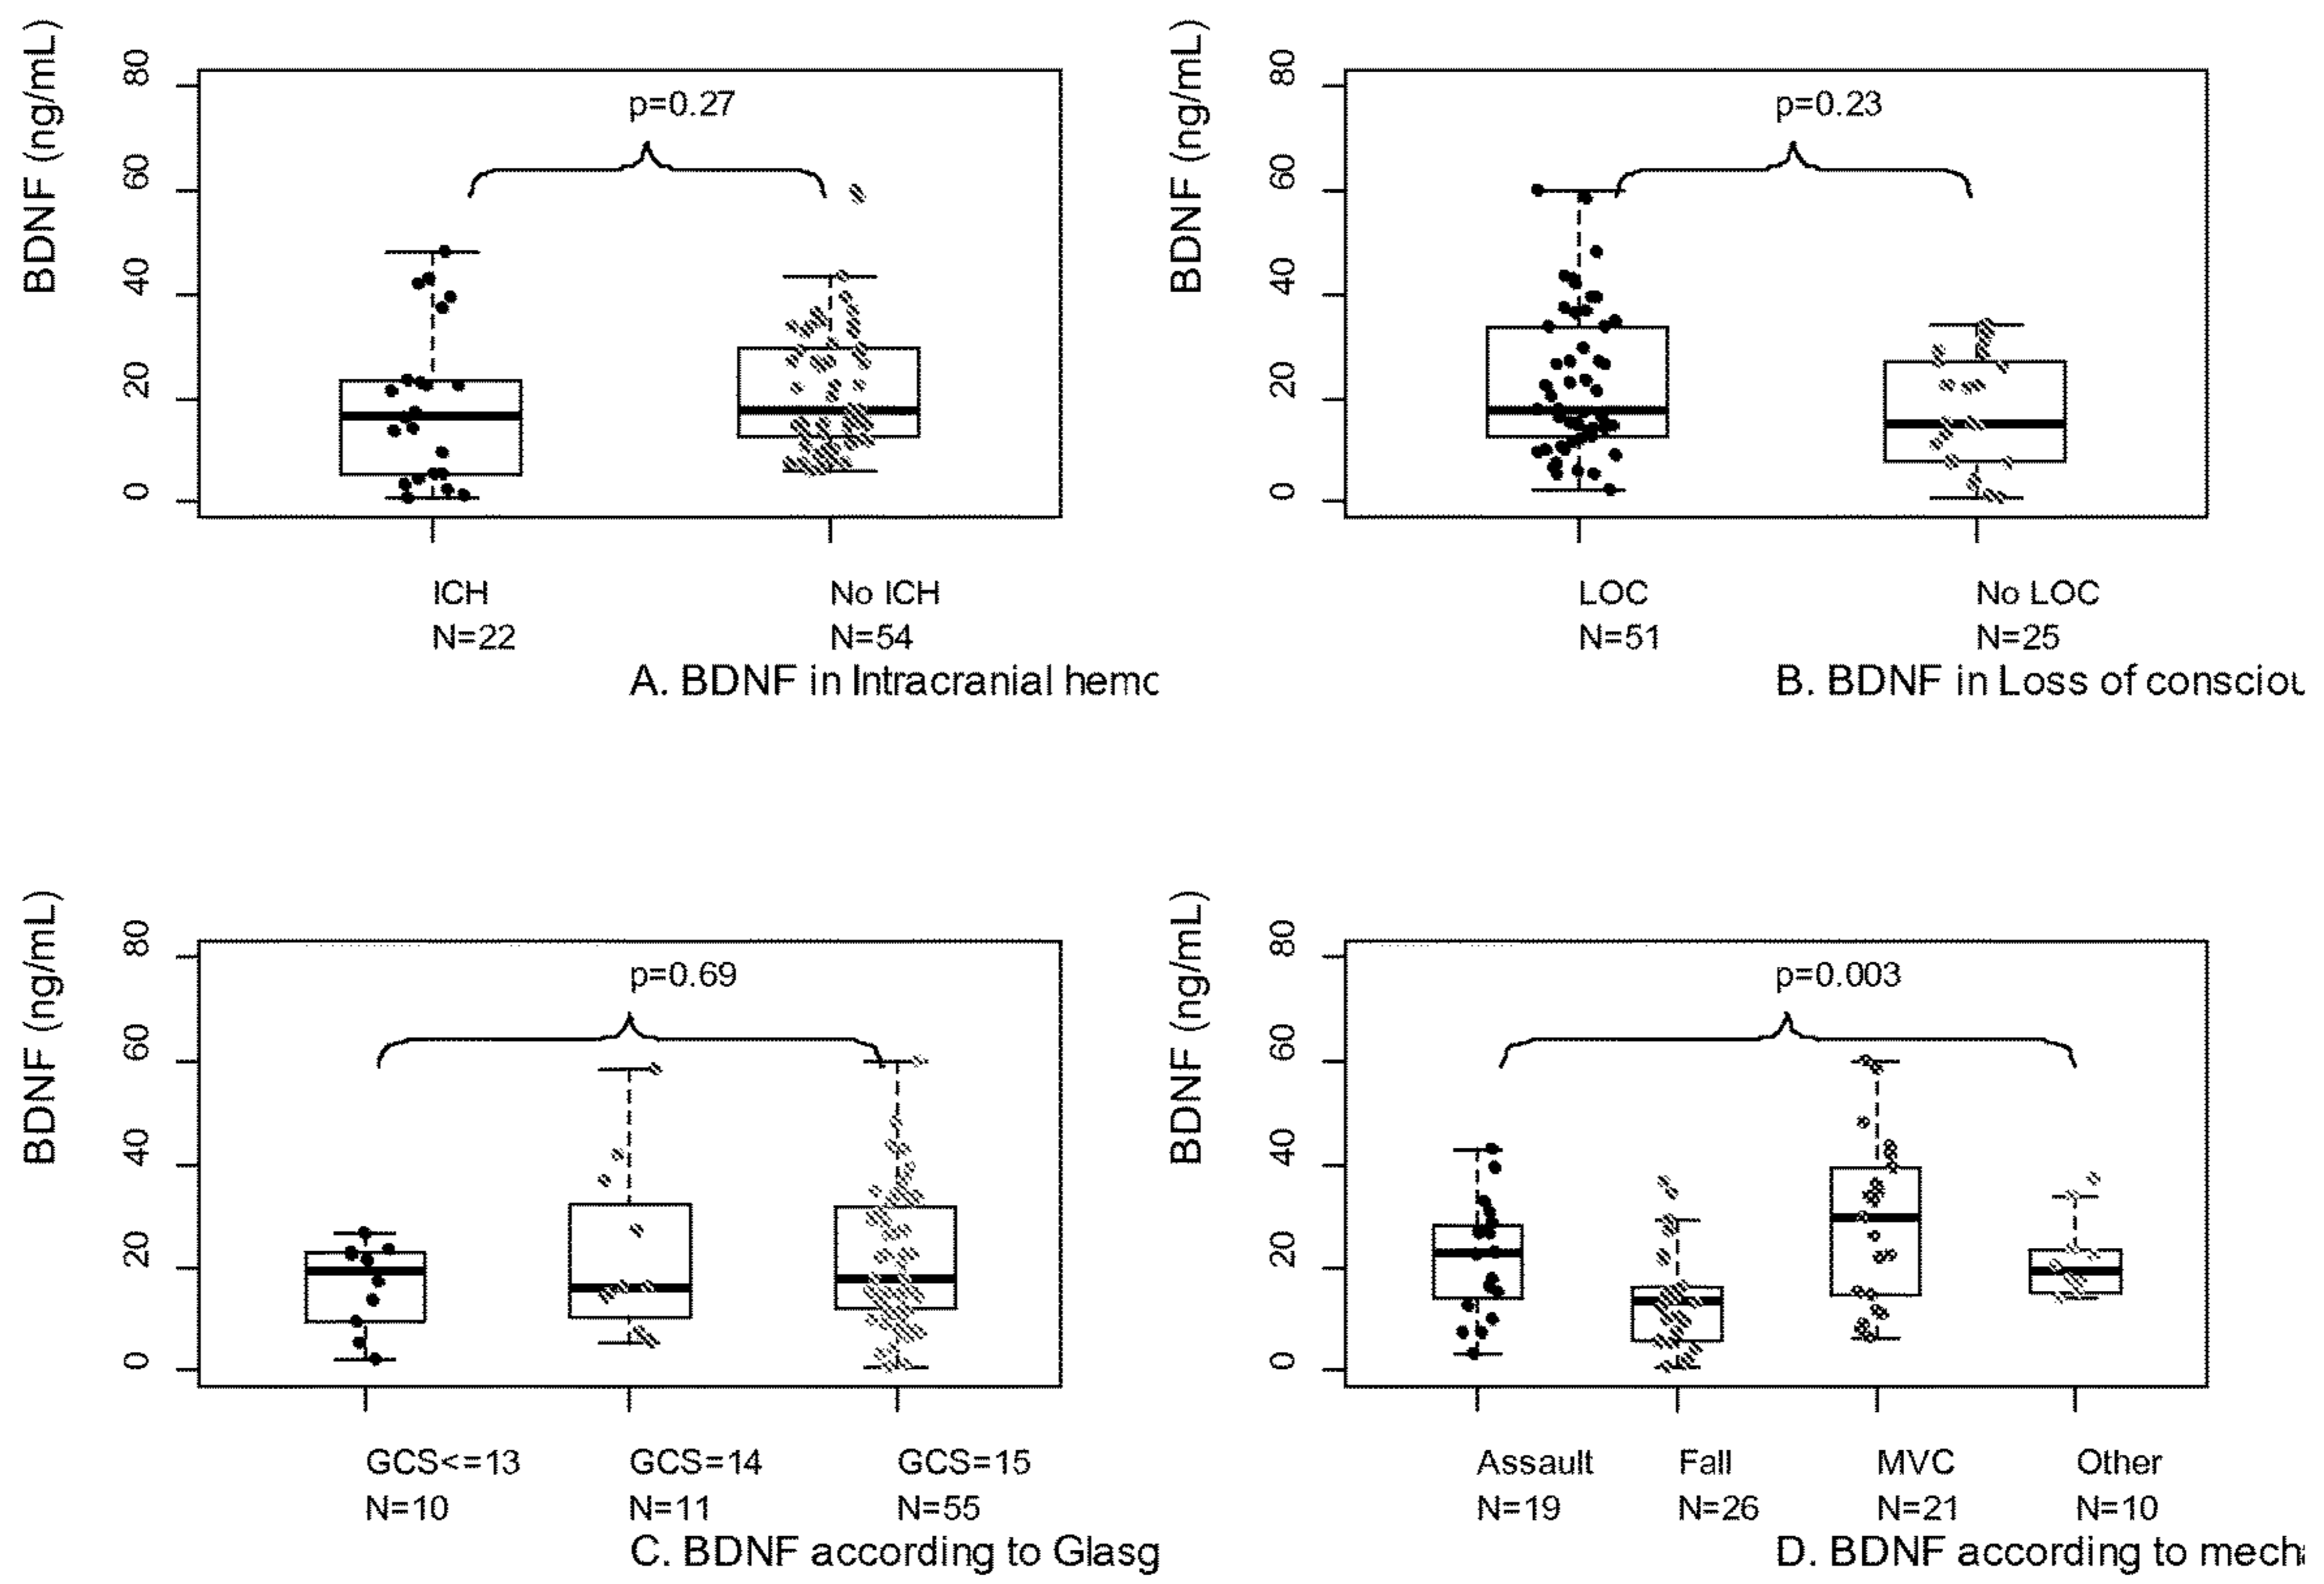 BDNF (ng/mL)
80
60
40
20
0
p=0.27
ICH
N=22
No ICH
N=54
A. BDNF in Intracranial hemo
BDNF (ng/mL)
80
60
40
20
0
p=0.23
LOC
N=51
No LOC
N=25
B. BDNF in Loss of consciou
BDNF (ng/mL)
80
60
40
20
0
p=0.69
GCS<=13
N=10
GCS=14
N=11
GCS=15
N=55
C. BDNF according to Glasg
BDNF (ng/mL)
80
60
40
20
0
p=0.003
Assault
N=19
Fall
N=26
MVC
N=21
Other
N=10
D. BDNF according to mech